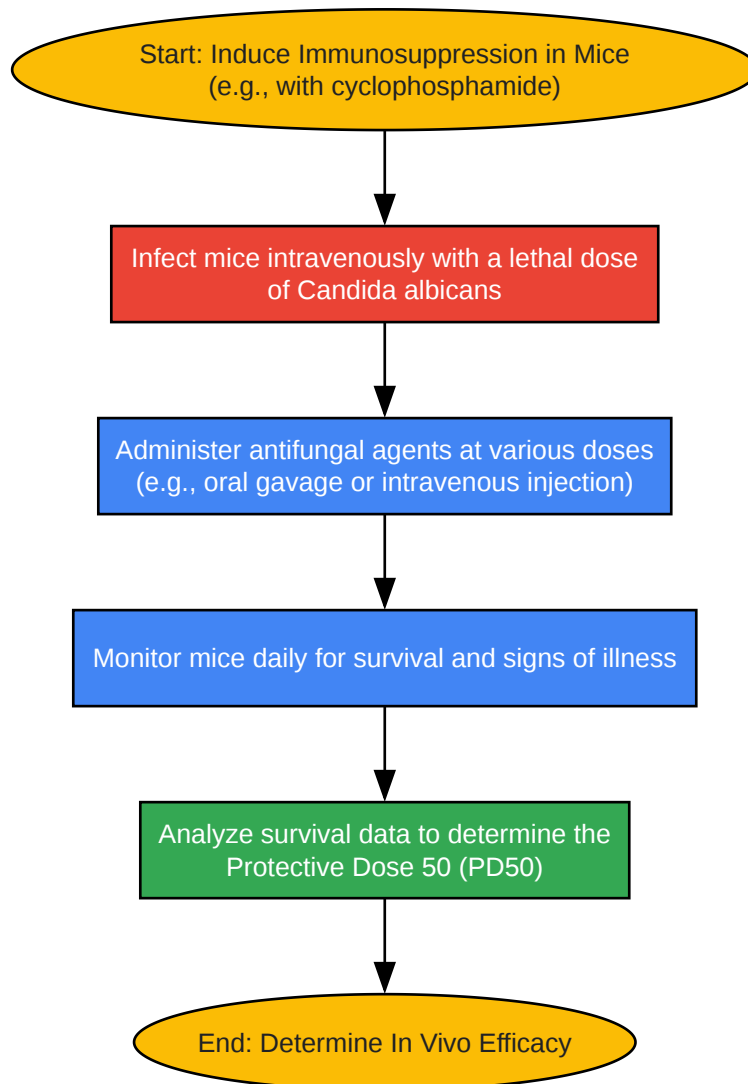 Start: Induce Immunosuppression in Mice
(e.g., with cyclophosphamide)
Infect mice intravenously with a lethal dose
of Candida albicans
Administer antifungal agents at various doses
(e.g., oral gavage or intravenous injection)
Monitor mice daily for survival and signs of illness
Analyze survival data to determine the
Protective Dose 50 (PD50)
End: Determine In Vivo Efficacy